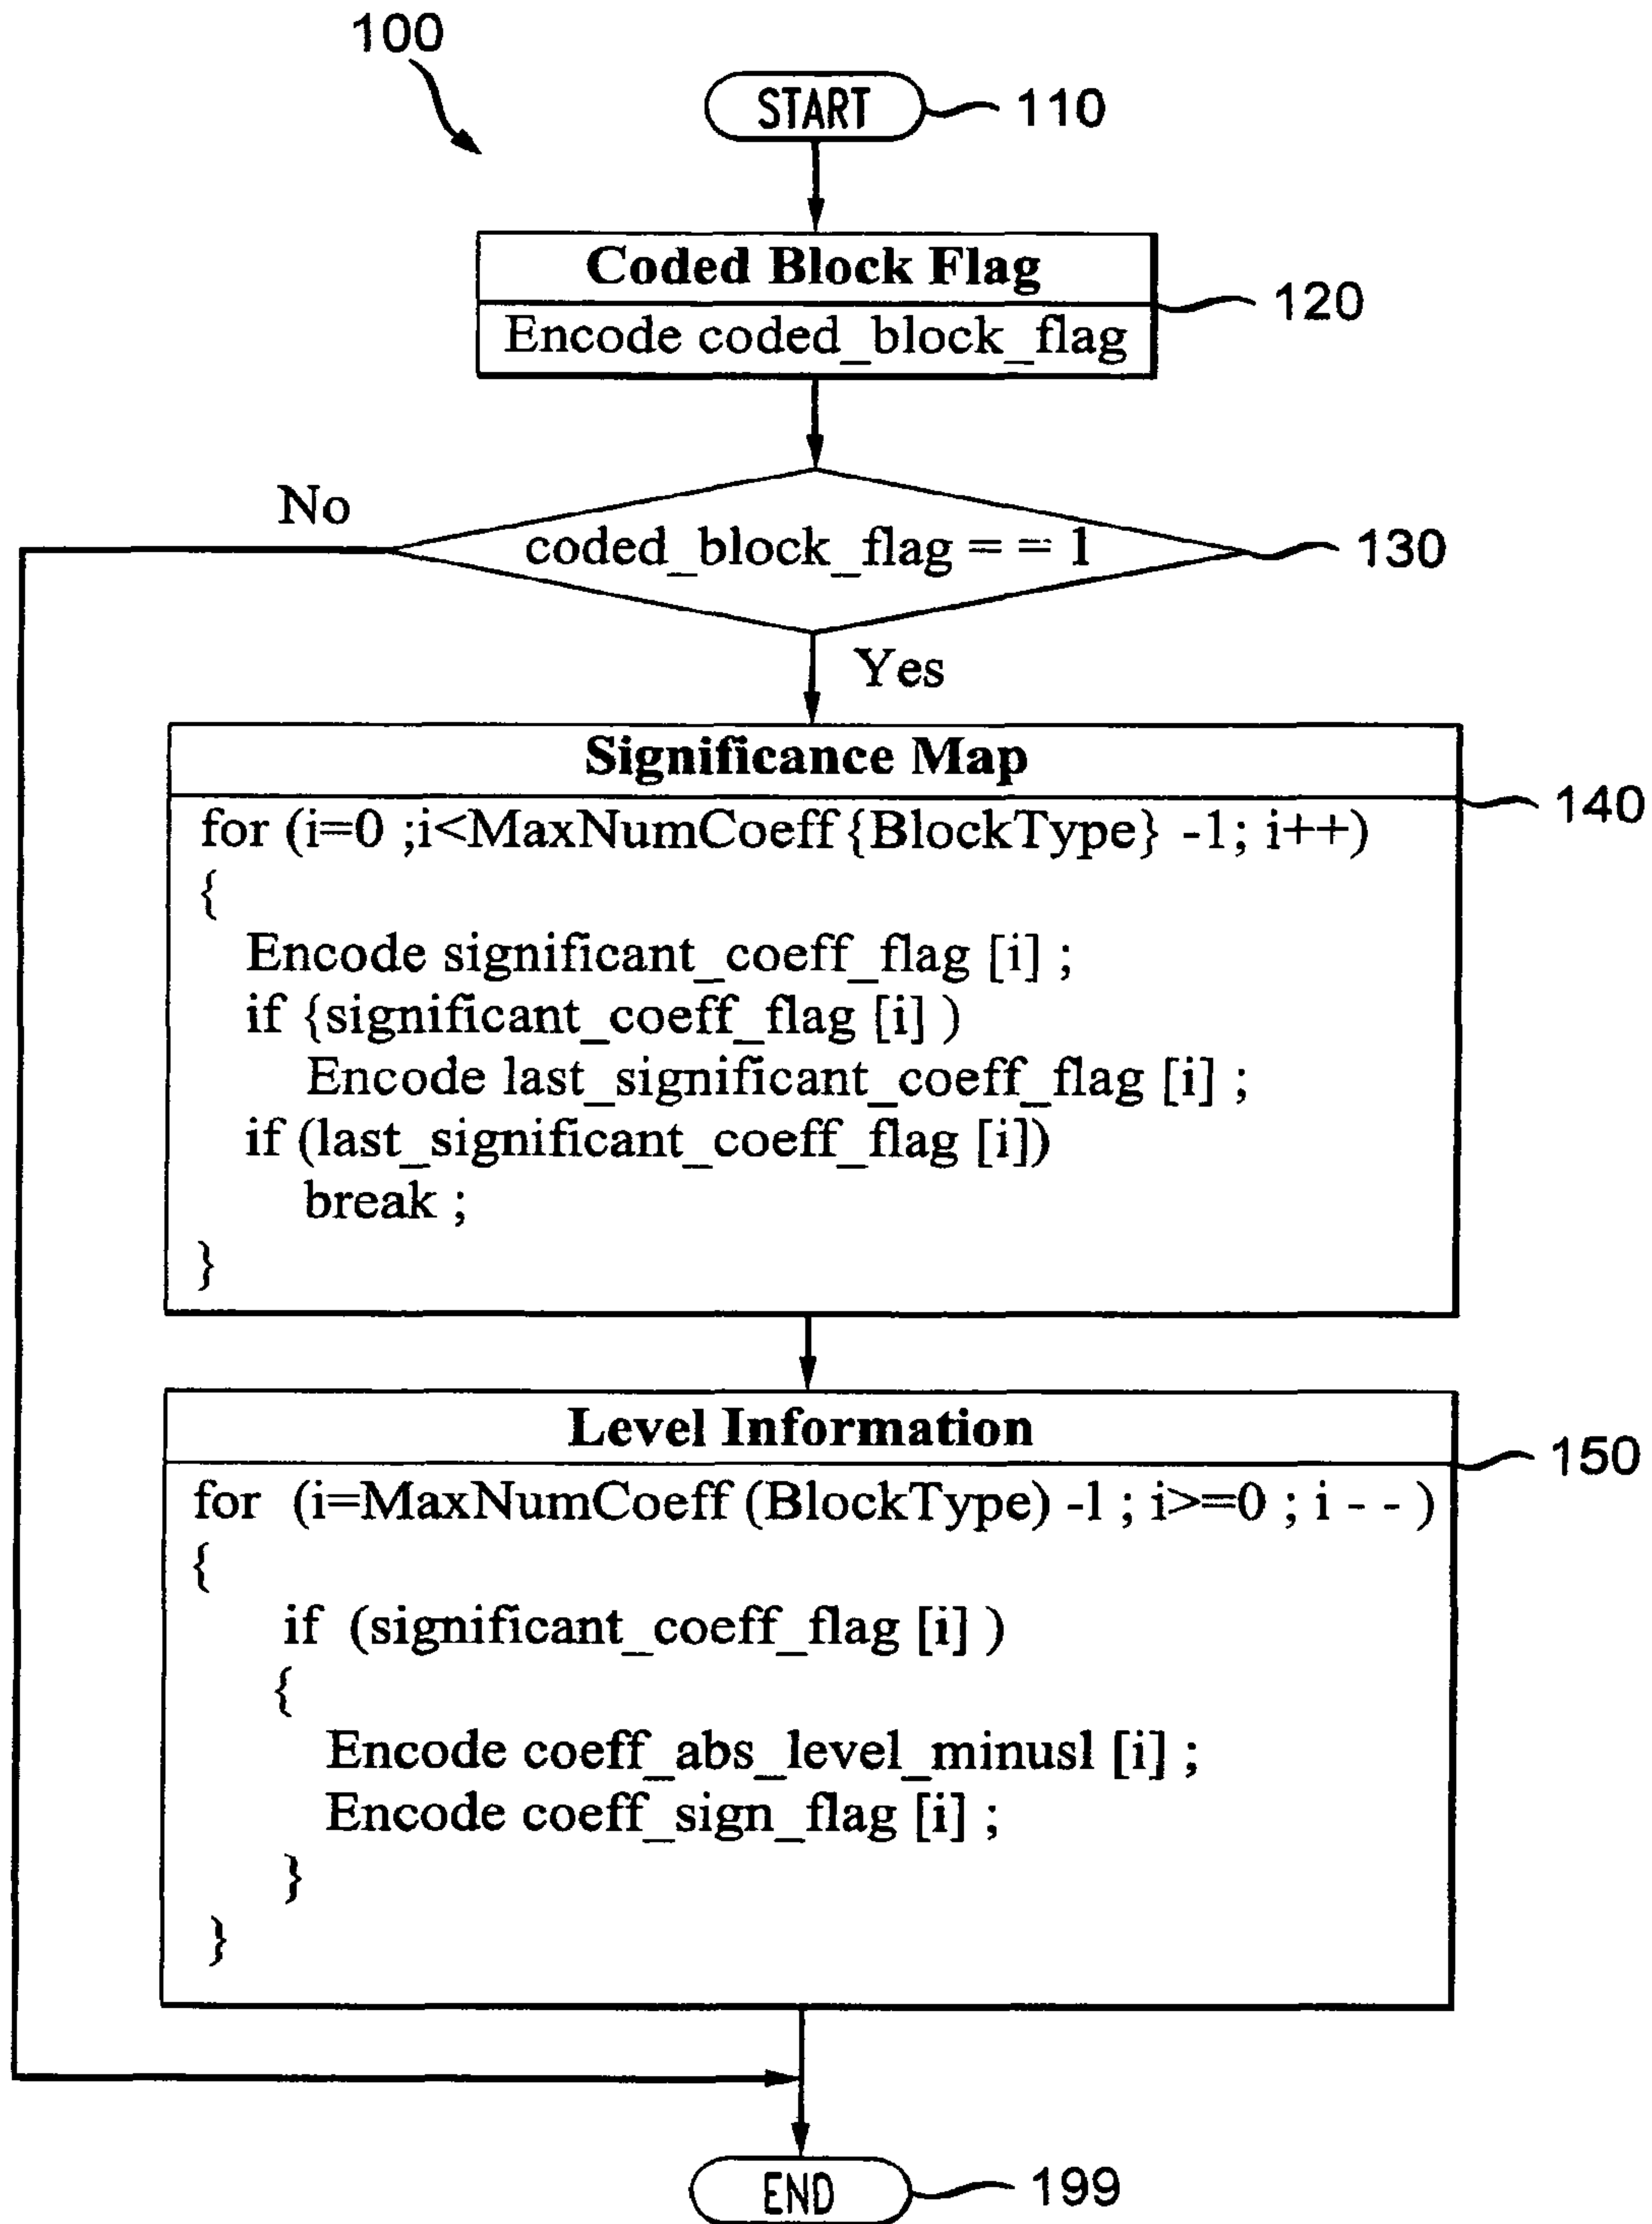 100
START
110
Coded Block Flag
120
Encode coded_block_flag
No
coded_block_flag = = 1
130
Yes
Significance Map
140
for (i=0 ;i<MaxNumCoeff{BlockType} -1; i++)
{
Encode significant_coeff_flag [i] ;
if {significant_coeff_flag [i] )
Encode last_significant_coeff_flag [i] ;
if (last_significant_coeff_flag [i])
break ;
}
Level Information
150
for (i=MaxNumCoeff (BlockType) -l ; i>=0 ; i - - )
{
if (significant_coeff_flag [i] )
{
Encode coeff_abs_level_minusl [i] ;
Encode coeff_sign_flag [i] ;
}
}
END
199